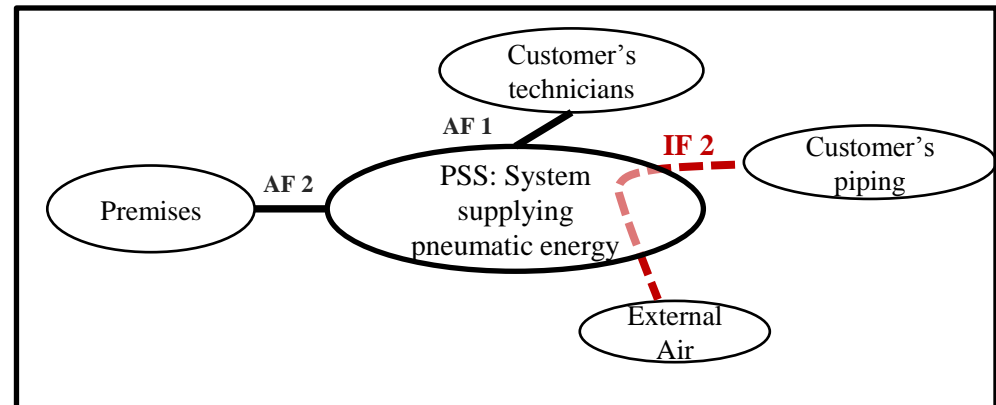 Customer’s
technicians
AF 1
IF 2
Customer’s
piping
AF 2
Premises
PSS: System
supplying
pneumatic energy
External
Air